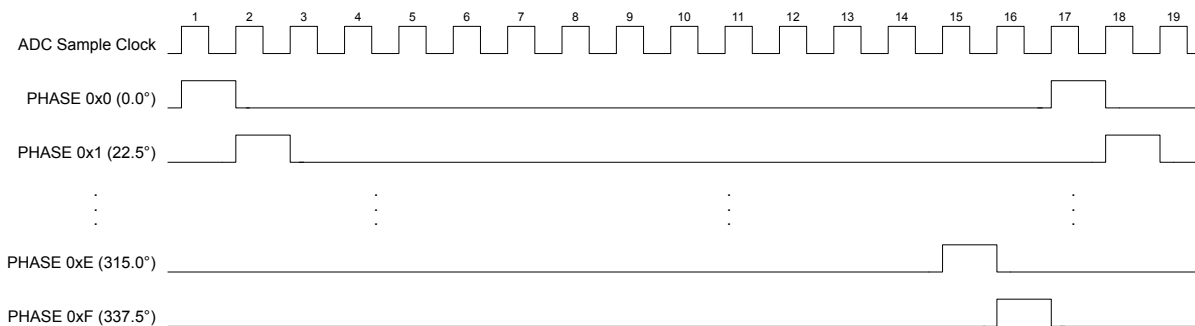 1 2 3 4 5 6 7 8 9 10 11 12 13 14 15 16 17 18 19
ADC Sample Clock
PHASE 0x0 (0.0°)
PHASE 0x1 (22.5°)
PHASE 0xE (315.0°)
PHASE 0xF (337.5°)